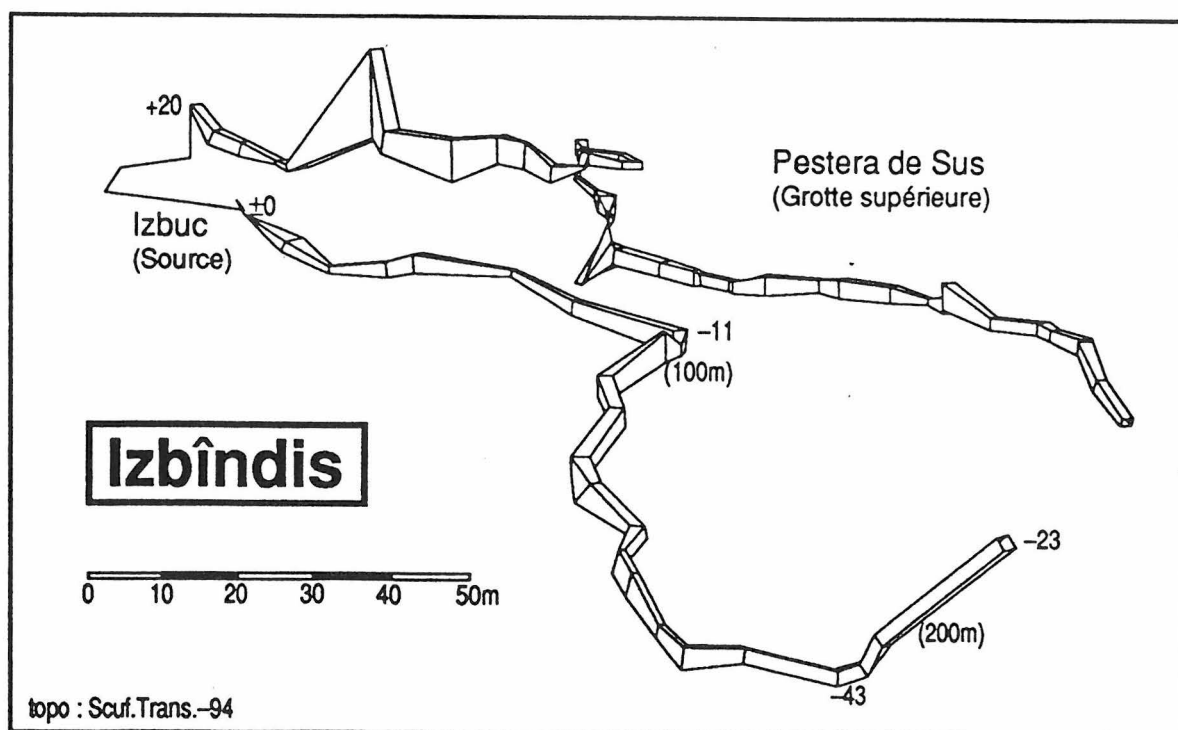 +20
Pestera de Sus
(Grotte supérieure)
±0
Izbuc
(Source)
–11
(100m)
Izbîndis
–23
0 10 20 30 40 50m
(200m)
–43
topo : Scuf.Trans.–94